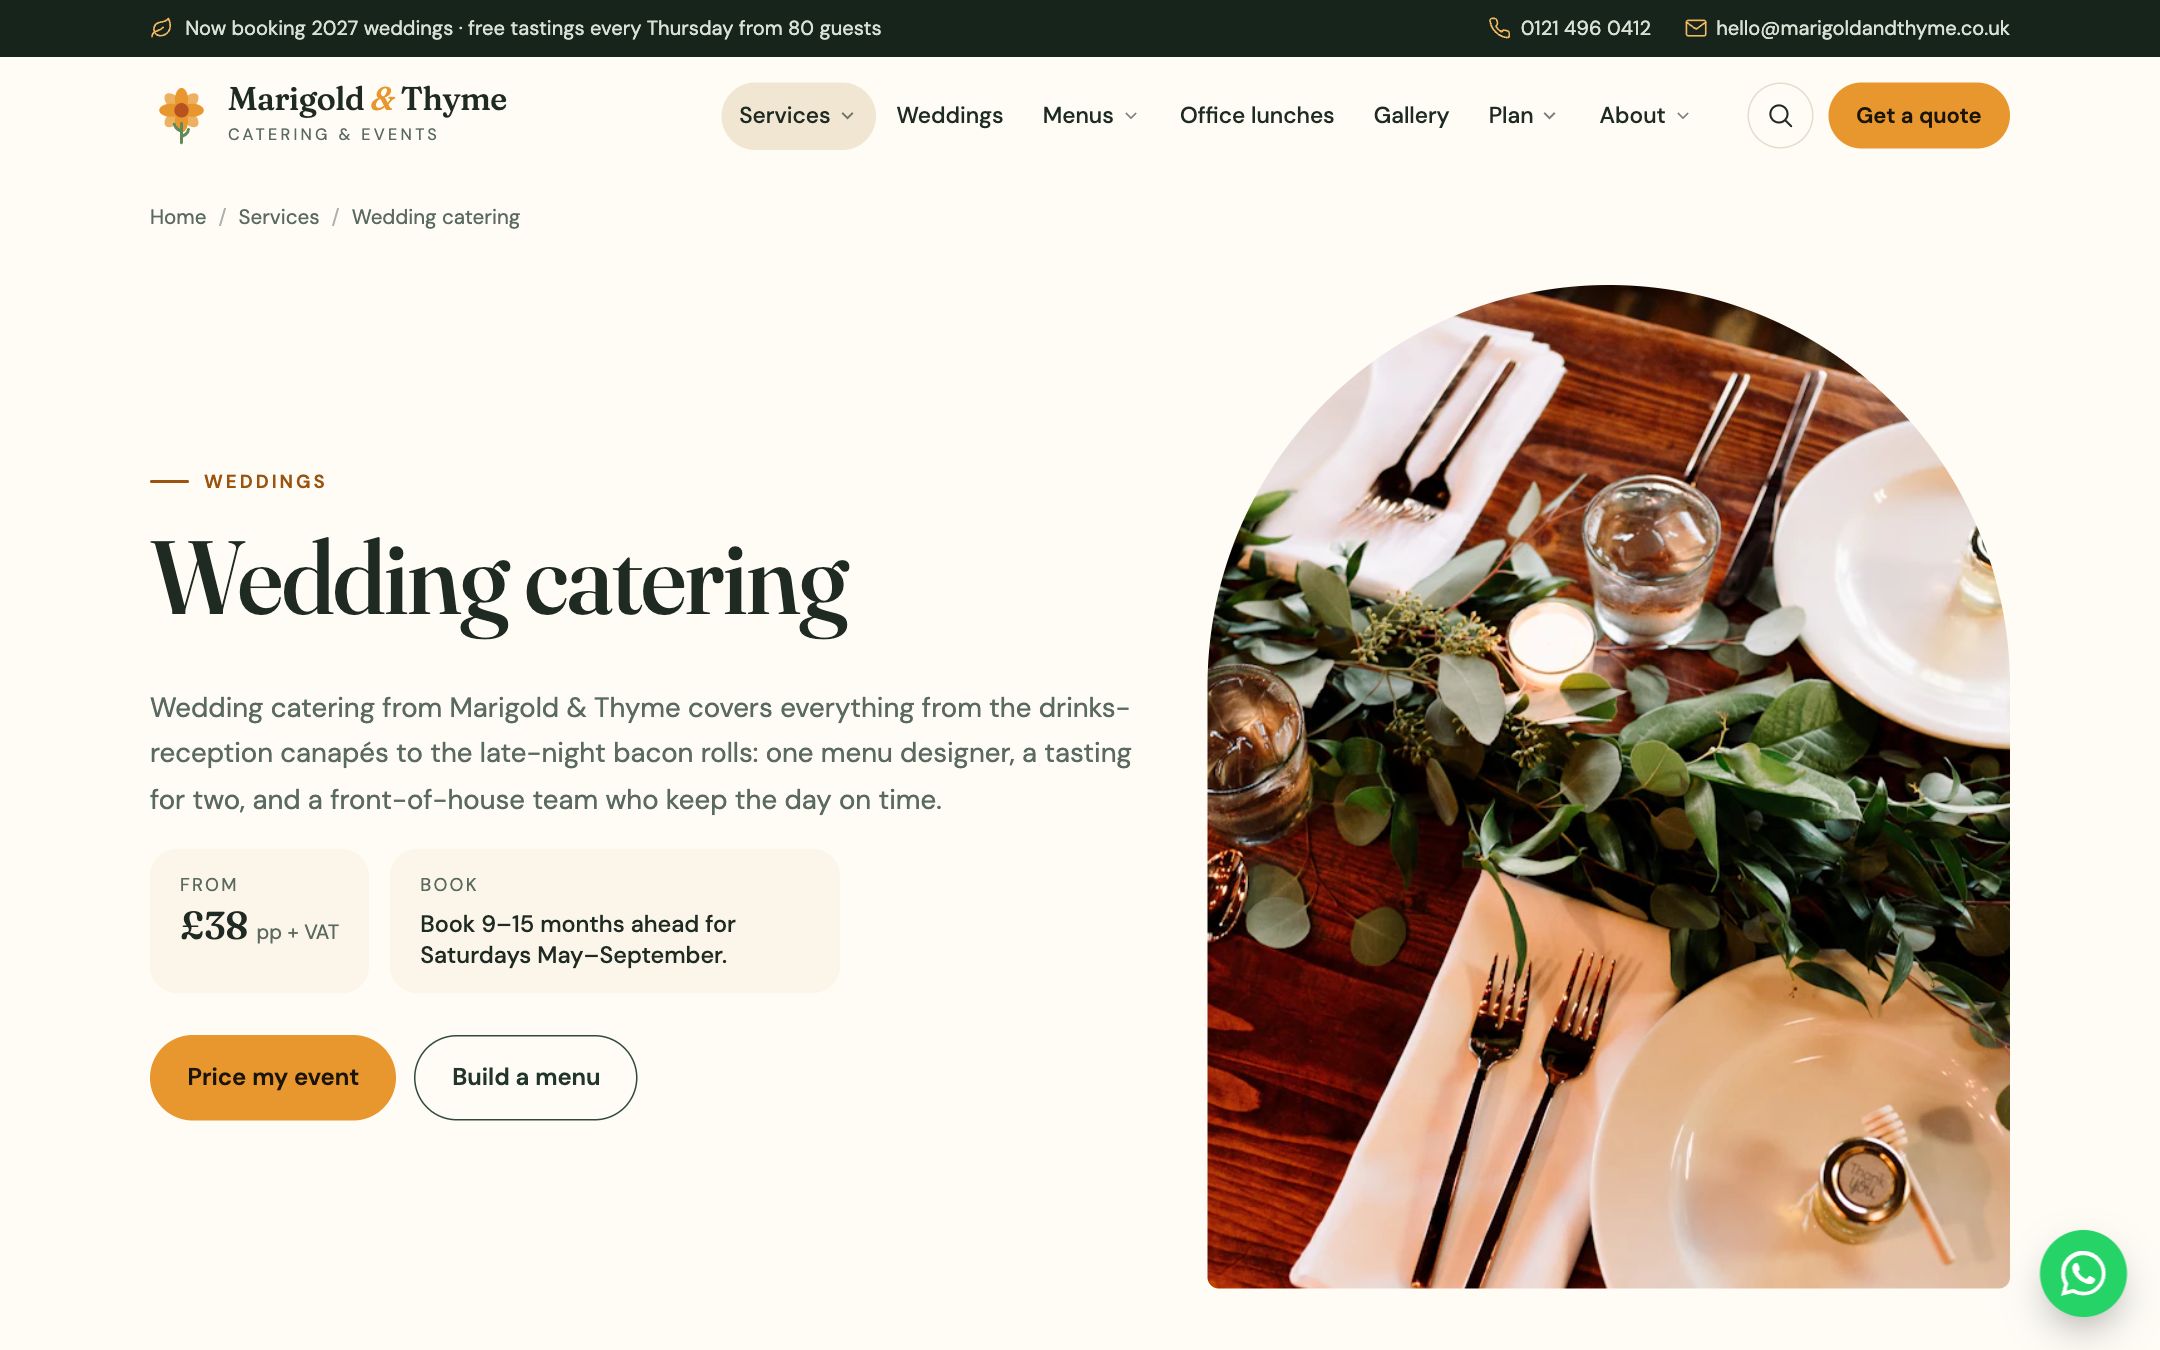 Now booking 2027 weddings · free tastings every Thursday from 80 guests
0121 496 0412
hello@marigoldandthyme.co.uk
Marigold & Thyme
CATERING & EVENTS
Services
Weddings
Menus
Office lunches
Gallery
Plan
About
Get a quote
Home / Services / Wedding catering
WEDDINGS
Wedding catering
Wedding catering from Marigold & Thyme covers everything from the drinks-
reception canapés to the late-night bacon rolls: one menu designer, a tasting
for two, and a front-of-house team who keep the day on time.
FROM
£38 pp + VAT
BOOK
Book 9–15 months ahead for
Saturdays May–September.
Price my event
Build a menu
Thank
you